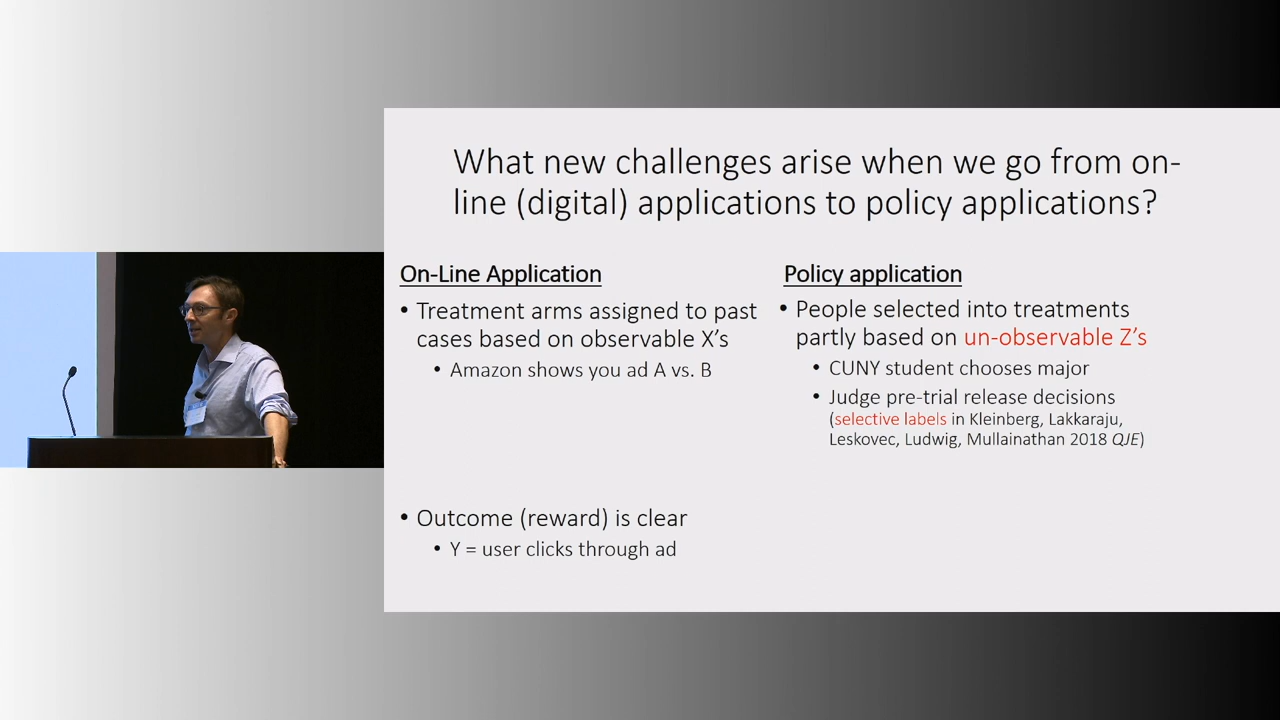 What new challenges arise when we go from on-
line (digital) applications to policy applications?
On-Line Application
• Treatment arms assigned to past
cases based on observable X's
• Amazon shows you ad A vs. B
• Outcome (reward) is clear
• Y = user clicks through ad
Policy application
• People selected into treatments
partly based on un-observable Z's
• CUNY student chooses major
• Judge pre-trial release decisions
(selective labels in Kleinberg, Lakkaraju,
Leskovec, Ludwig, Mullainathan 2018 QJE)